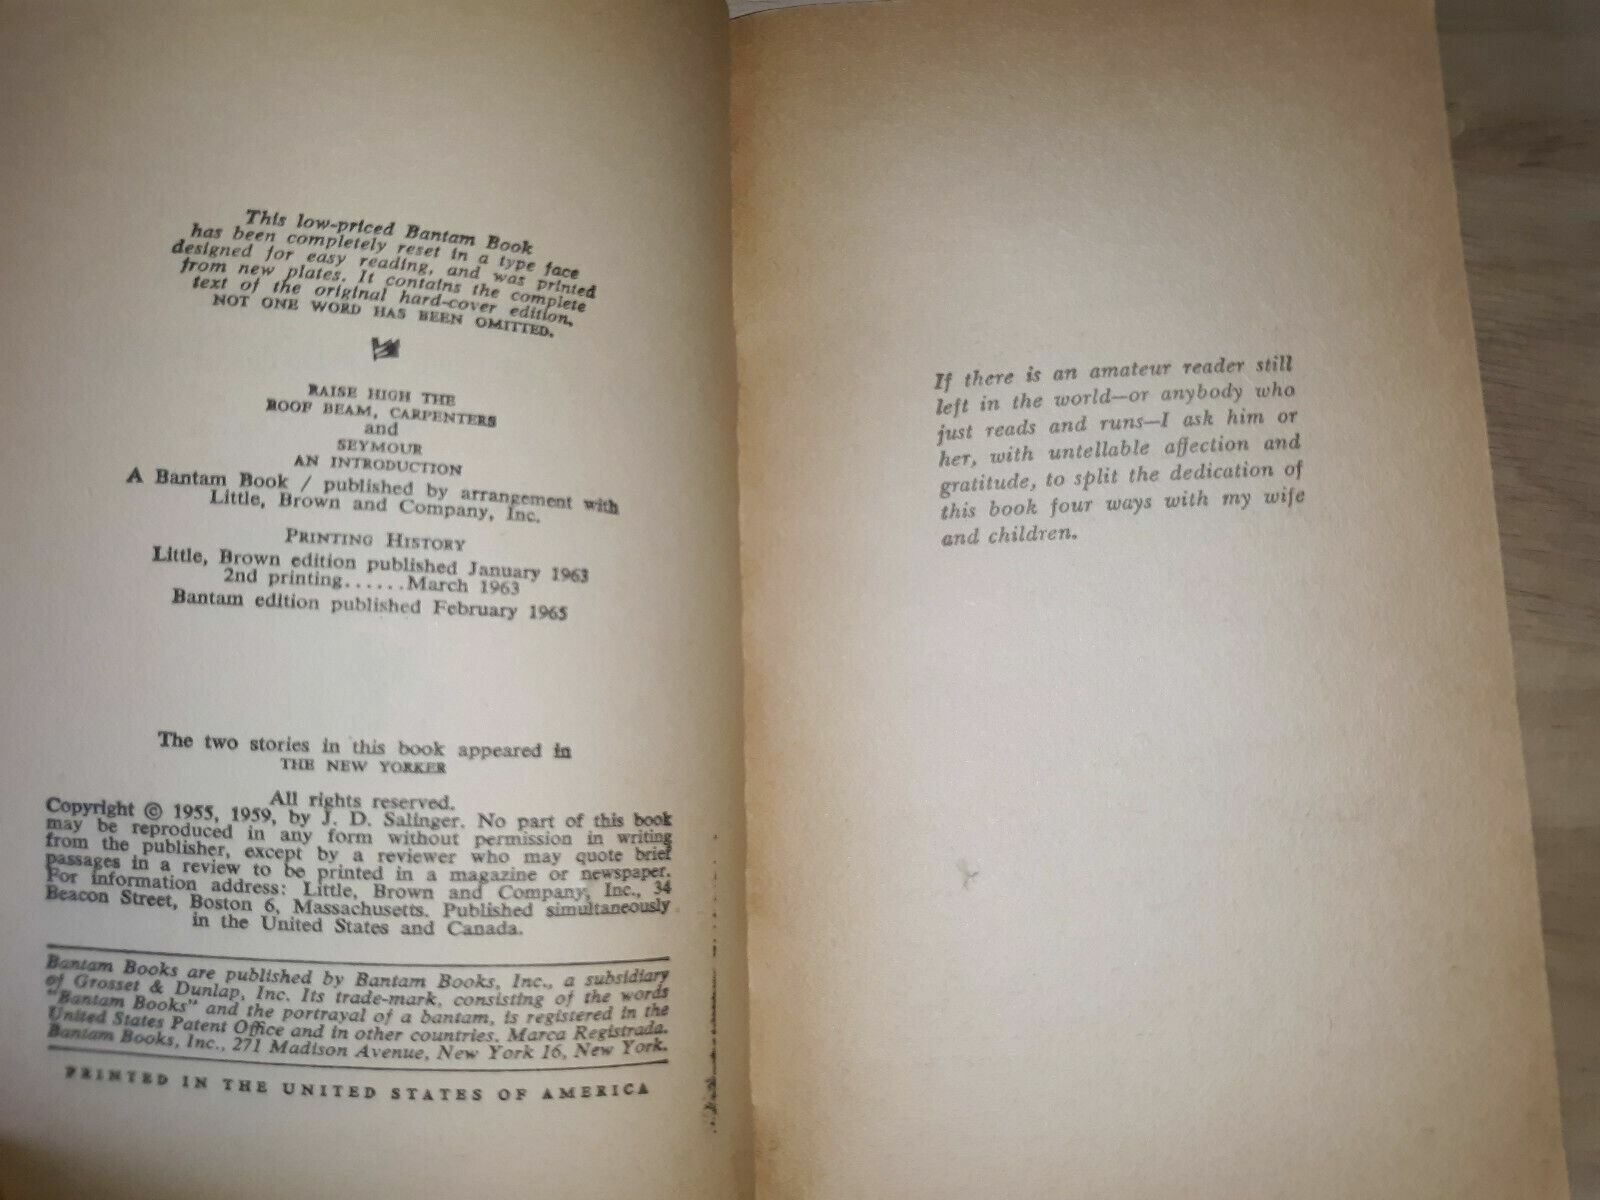 This low-priced Bantam Book
has been completely reset in a type face
designed for easy reading, and was printed
from new plates. It contains the complete
text of the original hard-cover edition.
NOT ONE WORD HAS BEEN OMITTED.
RAISE HIGH THE
ROOF BEAM, CARPENTERS
and
SEYMOUR
AN INTRODUCTION
A Bantam Book / published by arrangement with
Little, Brown and Company, Inc.
PRINTING HISTORY
Little, Brown edition published January 1963
2nd printing......March 1963
Bantam edition published February 1965
The two stories in this book appeared in
THE NEW YORKER
All rights reserved.
Copyright © 1955, 1959, by J. D. Salinger. No part of this book
may be reproduced in any form without permission in writing
from the publisher, except by a reviewer who may quote brief
passages in a review to be printed in a magazine or newspaper.
For information address: Little, Brown and Company, Inc., 34
Beacon Street, Boston 6, Massachusetts. Published simultaneously
in the United States and Canada.
Bantam Books are published by Bantam Books, Inc., a subsidiary
of Grosset & Dunlap, Inc. Its trade-mark, consisting of the words
"Bantam Books" and the portrayal of a bantam, is registered in the
United States Patent Office and in other countries. Marca Registrada.
Bantam Books, Inc., 271 Madison Avenue, New York 16, New York.
PRINTED IN THE UNITED STATES OF AMERICA
If there is an amateur reader still
left in the world—or anybody who
just reads and runs—I ask him or
her, with untellable affection and
gratitude, to split the dedication of
this book four ways with my wife
and children.